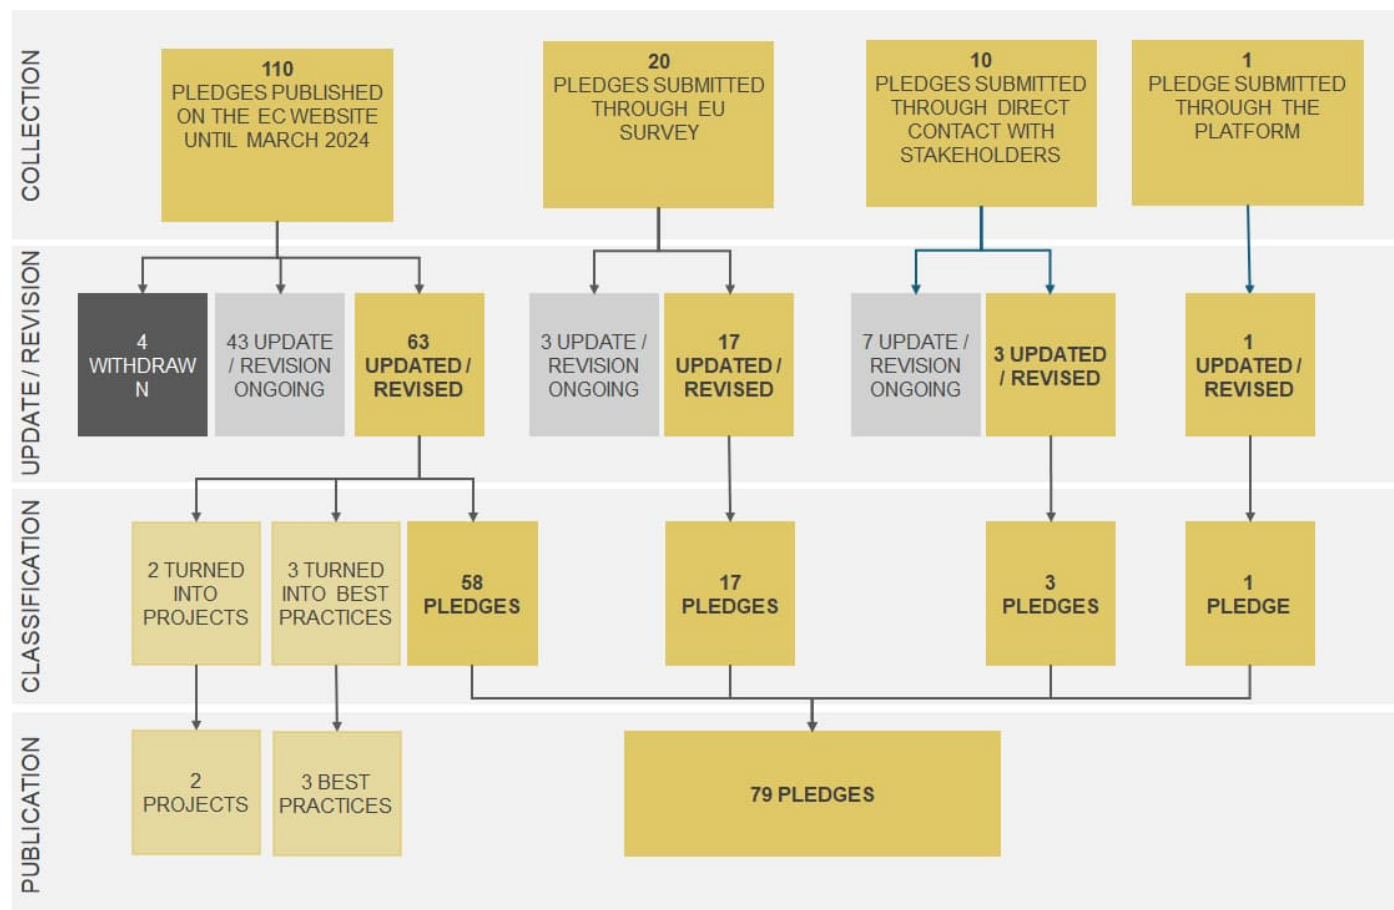 COLLECTION
110
PLEDGES PUBLISHED
ON THE EC WEBSITE
UNTIL MARCH 2024
20
PLEDGES SUBMITTED
THROUGH EU
SURVEY
10
PLEDGES SUBMITTED
THROUGH DIRECT
CONTACT WITH
STAKEHOLDERS
1
PLEDGE SUBMITTED
THROUGH THE
PLATFORM
UPDATE / REVISION
4
WITHDRAW
N
43 UPDATE
/ REVISION
ONGOING
63
UPDATED /
REVISED
3 UPDATE /
REVISION
ONGOING
17
UPDATED /
REVISED
7 UPDATE /
REVISION
ONGOING
3 UPDATED
/ REVISED
1
UPDATED /
REVISED
CLASSIFICATION
2 TURNED
INTO
PROJECTS
3 TURNED
INTO BEST
PRACTICES
58
PLEDGES
17
PLEDGES
3
PLEDGES
1
PLEDGE
PUBLICATION
2
PROJECTS
3 BEST
PRACTICES
79 PLEDGES